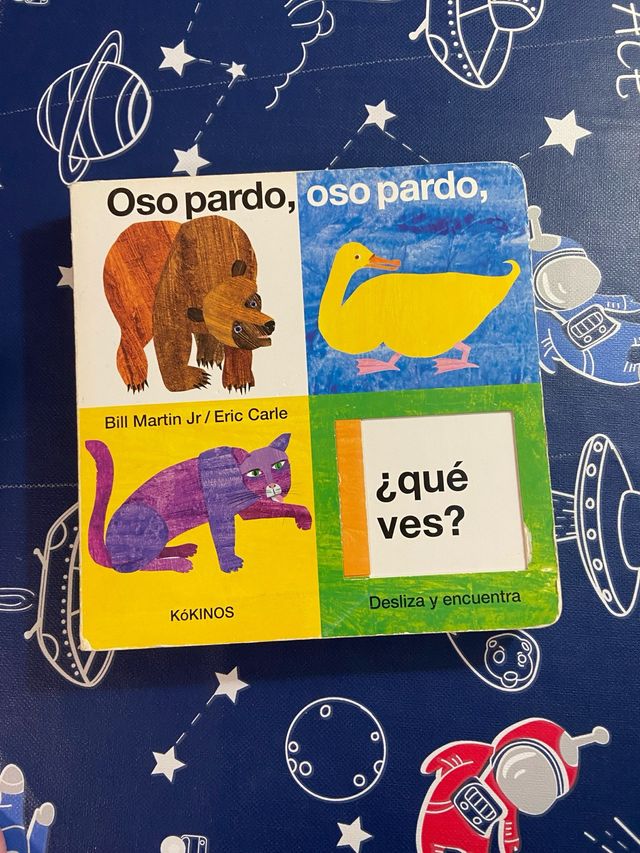 Oso pardo, oso pardo,
Bill Martin Jr / Eric Carle
¿qué
ves?
KóKINOS
Desliza y encuentra